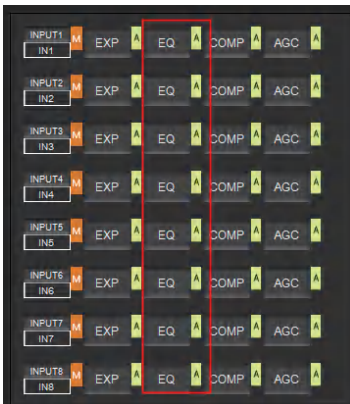 INPUT1 M EXP A EQ A COMP A AGC A
IN1
INPUT2 M EXP A EQ A COMP A AGC A
IN2
INPUT3 M EXP A EQ A COMP A AGC A
IN3
INPUT4 M EXP A EQ A COMP A AGC A
IN4
INPUT5 M EXP A EQ A COMP A AGC A
IN5
INPUT6 M EXP A EQ A COMP A AGC A
IN6
INPUT7 M EXP A EQ A COMP A AGC A
IN7
INPUT8 M EXP A EQ A COMP A AGC A
IN8